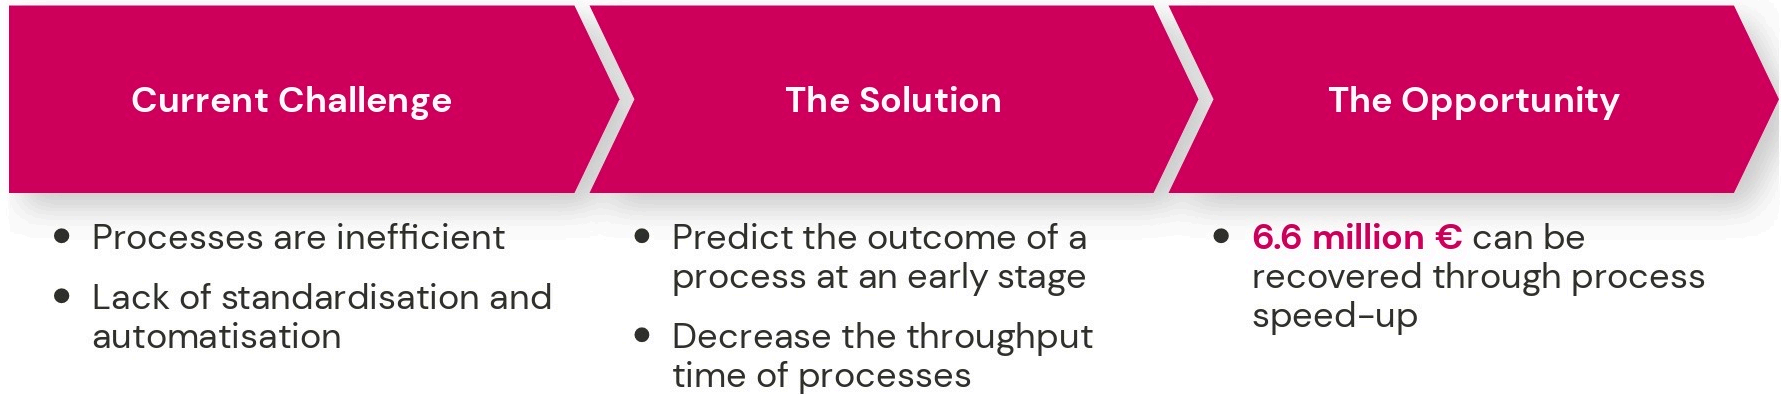 Current Challenge
The Solution
The Opportunity
• Processes are inefficient
• Lack of standardisation and
automatisation
• Predict the outcome of a
process at an early stage
• Decrease the throughput
time of processes
• 6.6 million € can be
recovered through process
speed-up